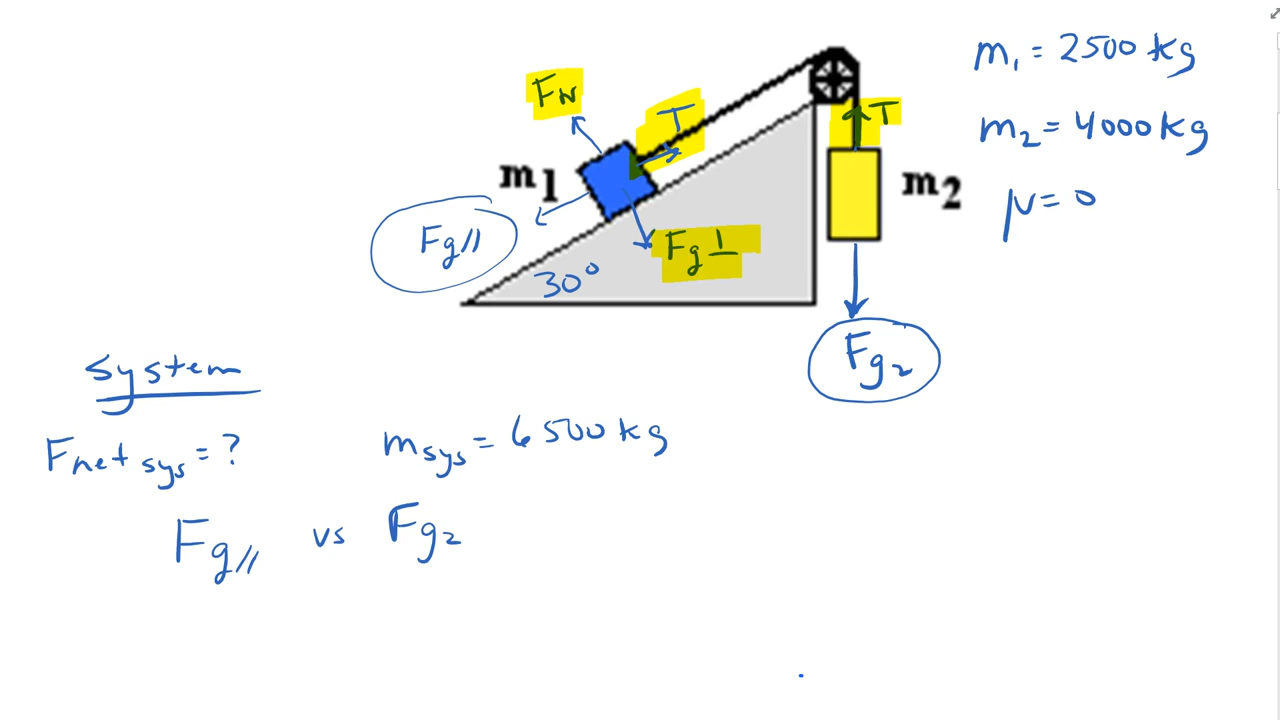 m₁ = 2500 kg
m₂ = 4000 kg
μ = 0
F_N
T
T
m1
m2
Fg//
Fg⊥
30°
Fg₂
System
Fnet sys = ?
msys = 6500 kg
Fg// vs Fg₂